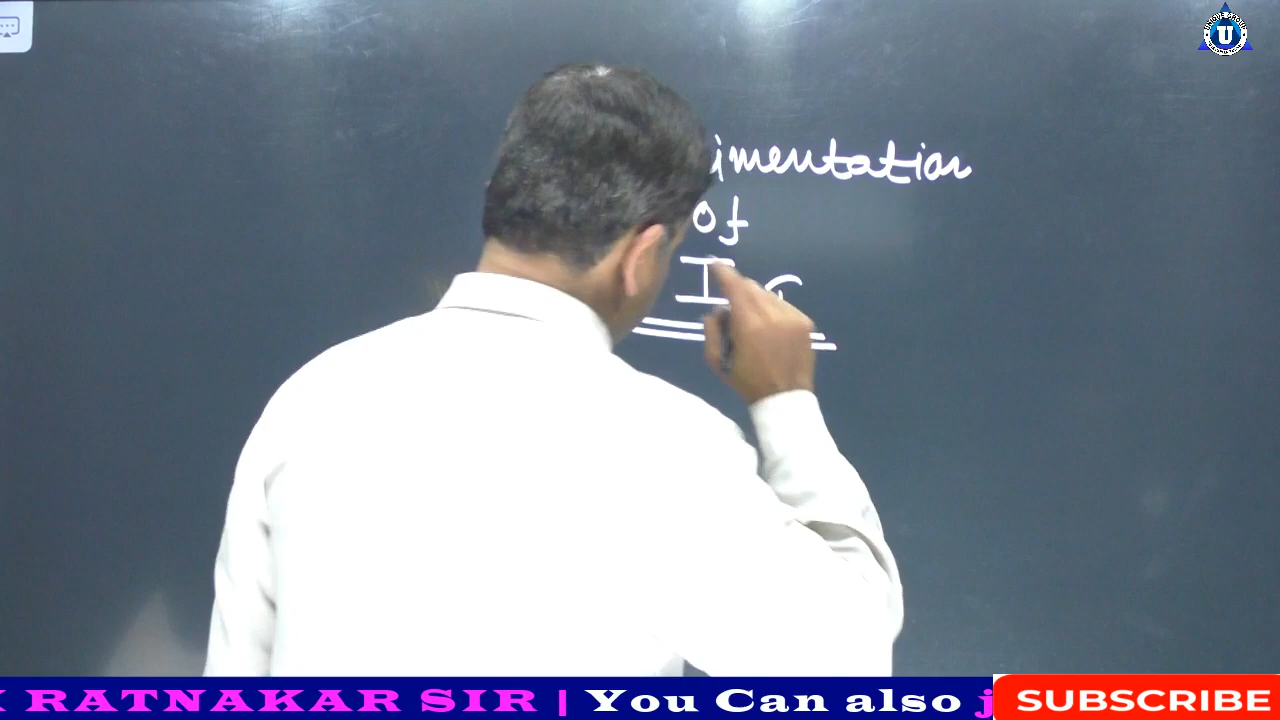 imentation
of
I
RATNAKAR SIR | You Can also j
SUBSCRIBE
U